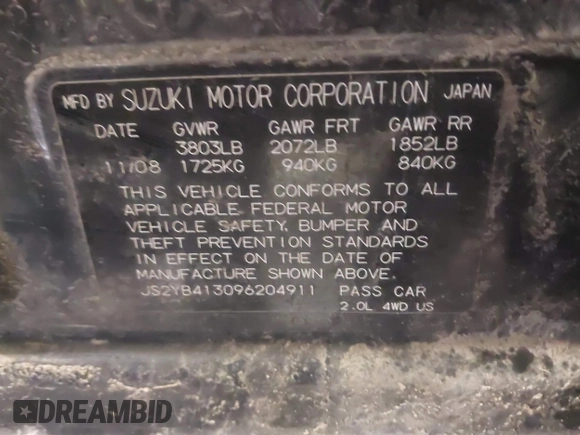 MFD BY SUZUKI MOTOR CORPORATION JAPAN
DATE GVWR GAWR FRT GAWR RR
3803LB 2072LB 1852LB
11/08 1725KG 940KG 840KG
THIS VEHICLE CONFORMS TO ALL
APPLICABLE FEDERAL MOTOR
VEHICLE SAFETY, BUMPER AND
THEFT PREVENTION STANDARDS
IN EFFECT ON THE DATE OF
MANUFACTURE SHOWN ABOVE.
JS2YB413096204911 PASS CAR
2.0L 4WD US
DREAMBID